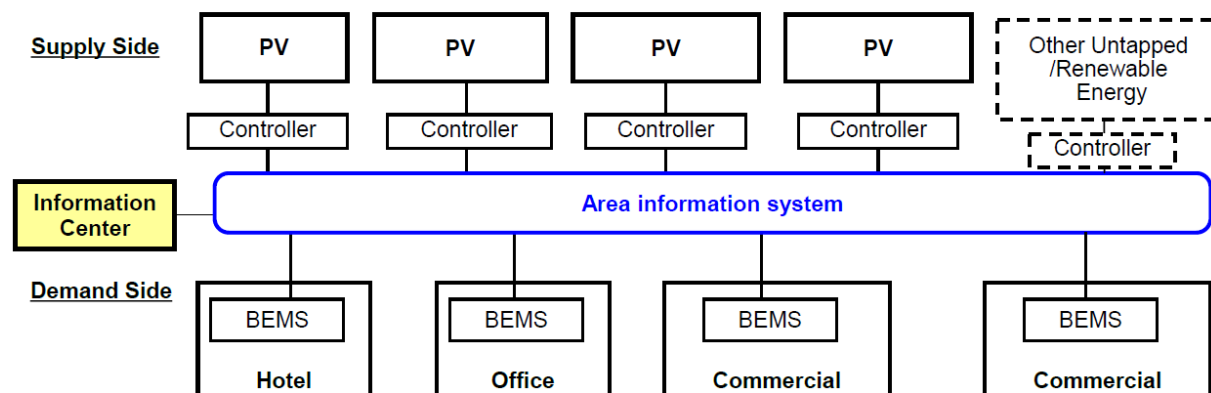 Supply Side
PV
PV
PV
PV
Other Untapped
/Renewable
Energy
Controller
Controller
Controller
Controller
Controller
Information
Center
Area information system
Demand Side
BEMS
BEMS
BEMS
BEMS
Hotel
Office
Commercial
Commercial